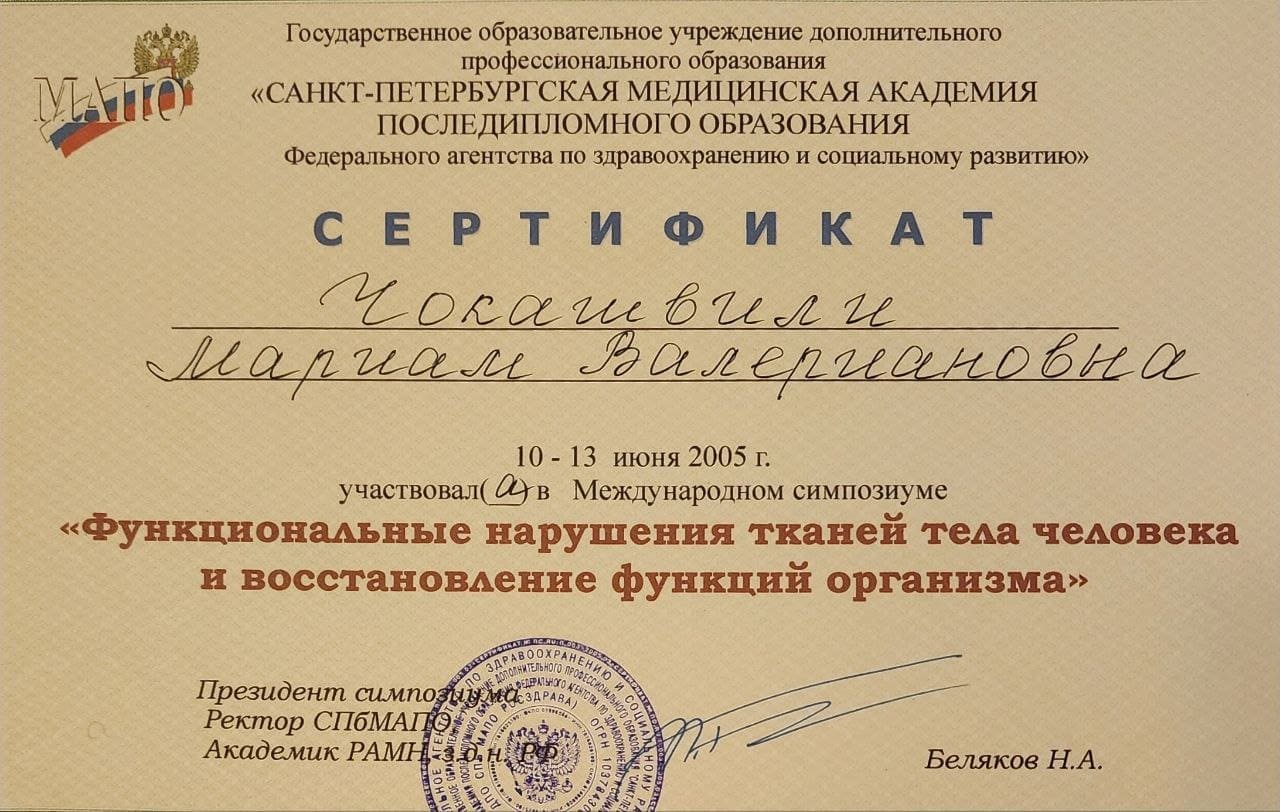 МАПО
Государственное образовательное учреждение дополнительного
профессионального образования
«САНКТ-ПЕТЕРБУРГСКАЯ МЕДИЦИНСКАЯ АКАДЕМИЯ
ПОСЛЕДИПЛОМНОГО ОБРАЗОВАНИЯ
Федерального агентства по здравоохранению и социальному развитию»
СЕРТИФИКАТ
Чокашвили
Мариам Валериановна
10 - 13 июня 2005 г.
участвовал(а) в Международном симпозиуме
«Функциональные нарушения тканей тела человека
и восстановление функций организма»
Президент симпозиума
Ректор СПбМАПО
Академик РАМН, з.д.н. РФ
Беляков Н.А.